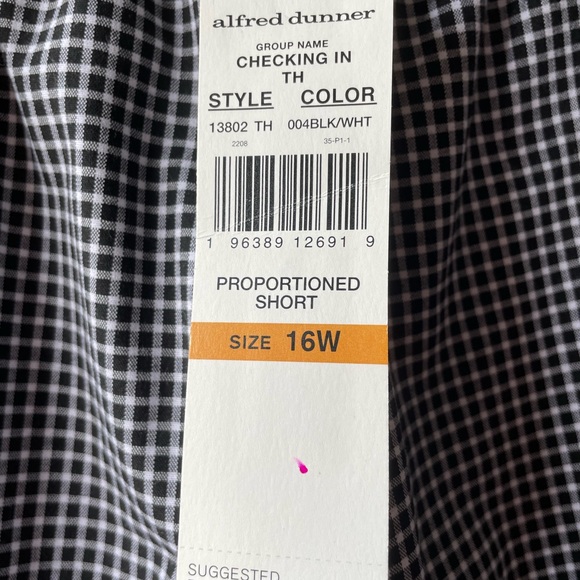 alfred dunner
GROUP NAME
CHECKING IN
TH
STYLE COLOR
13802 TH 004BLK/WHT
2208 35-P1-1
1 96389 12691 9
PROPORTIONED
SHORT
SIZE 16W
SUGGESTED